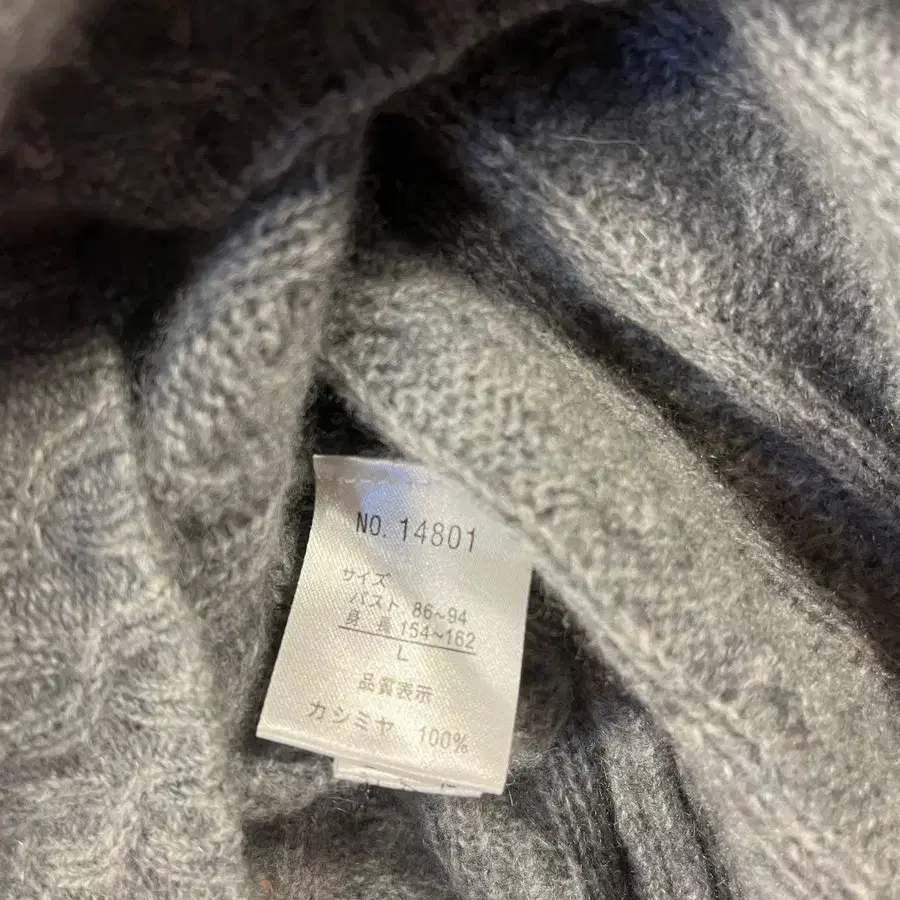 NO. 14801
サイズ
バスト 86~94
身長 154~162
L
品質表示
カシミヤ 100%